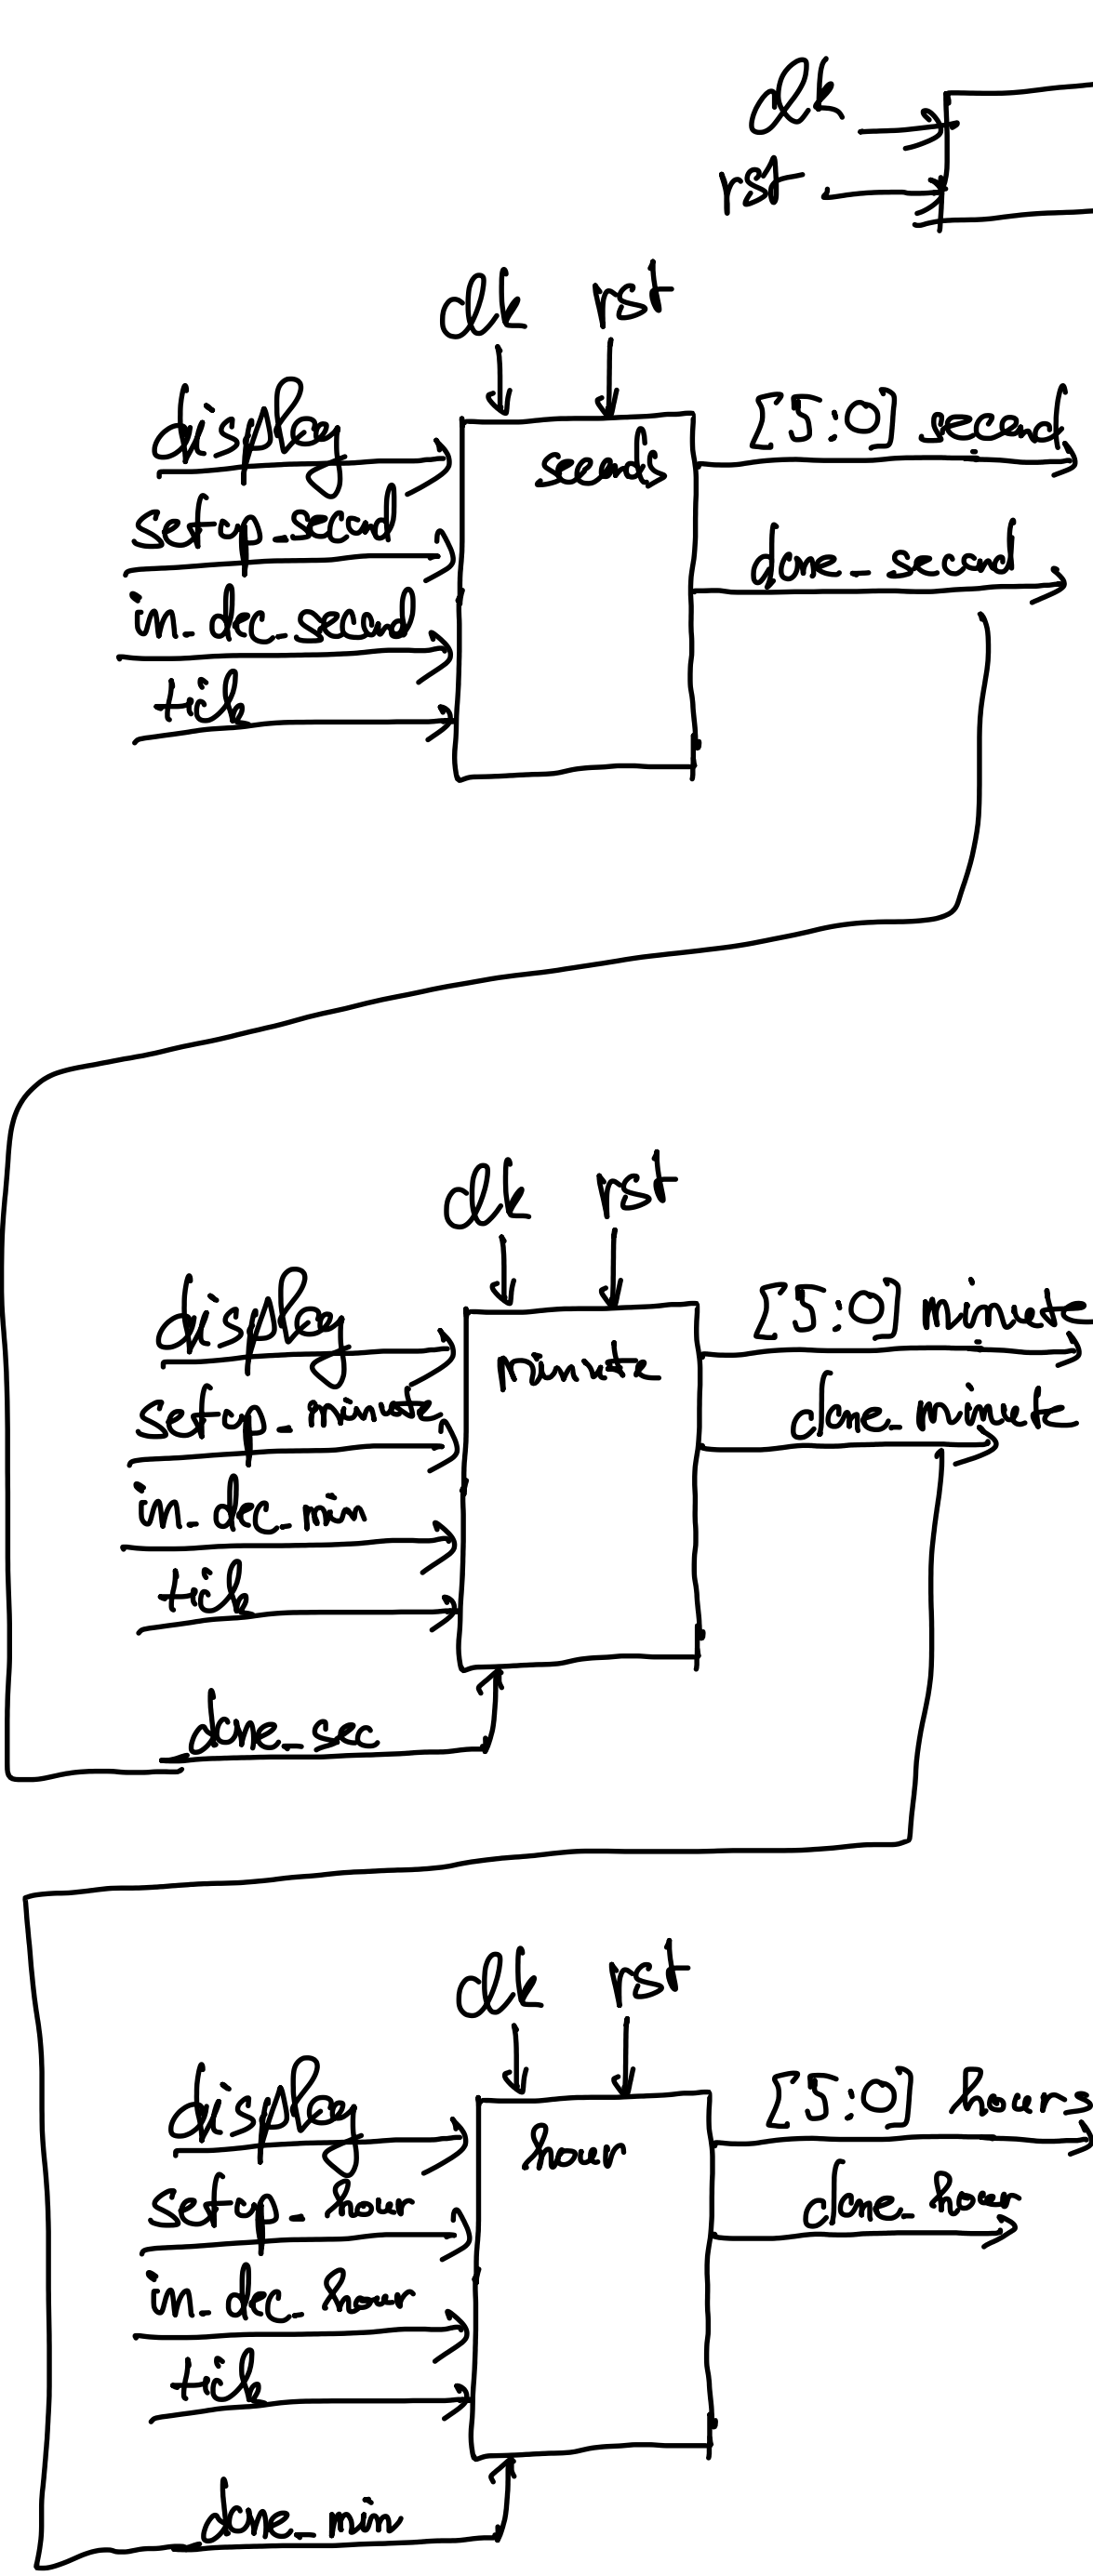 clk
rst
clk rst
display
[5:0] second
setup_second
seconds
done_second
in_dec_second
tick
clk rst
display
[5:0] minute
minute
setup_minute
done_minute
in_dec_min
tick
done_sec
clk rst
display
[5:0] hours
hour
setup_hour
done_hour
in_dec_hour
tick
done_min